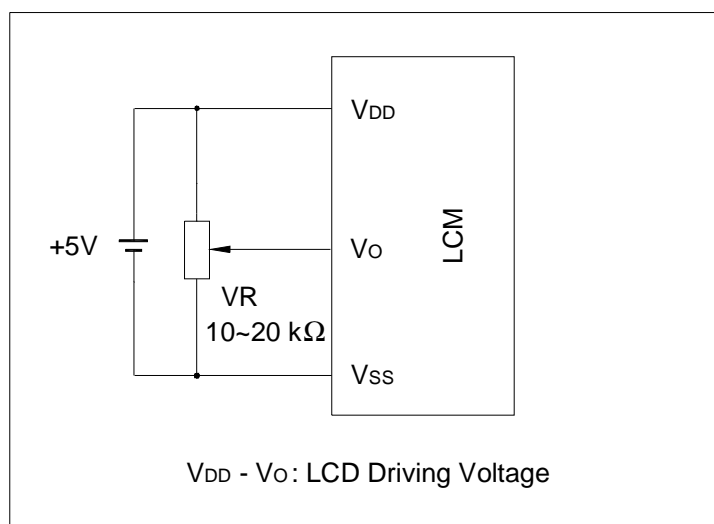 VDD
+5V
VO
LCM
VR
10~20 kΩ
VSS
VDD - VO: LCD Driving Voltage